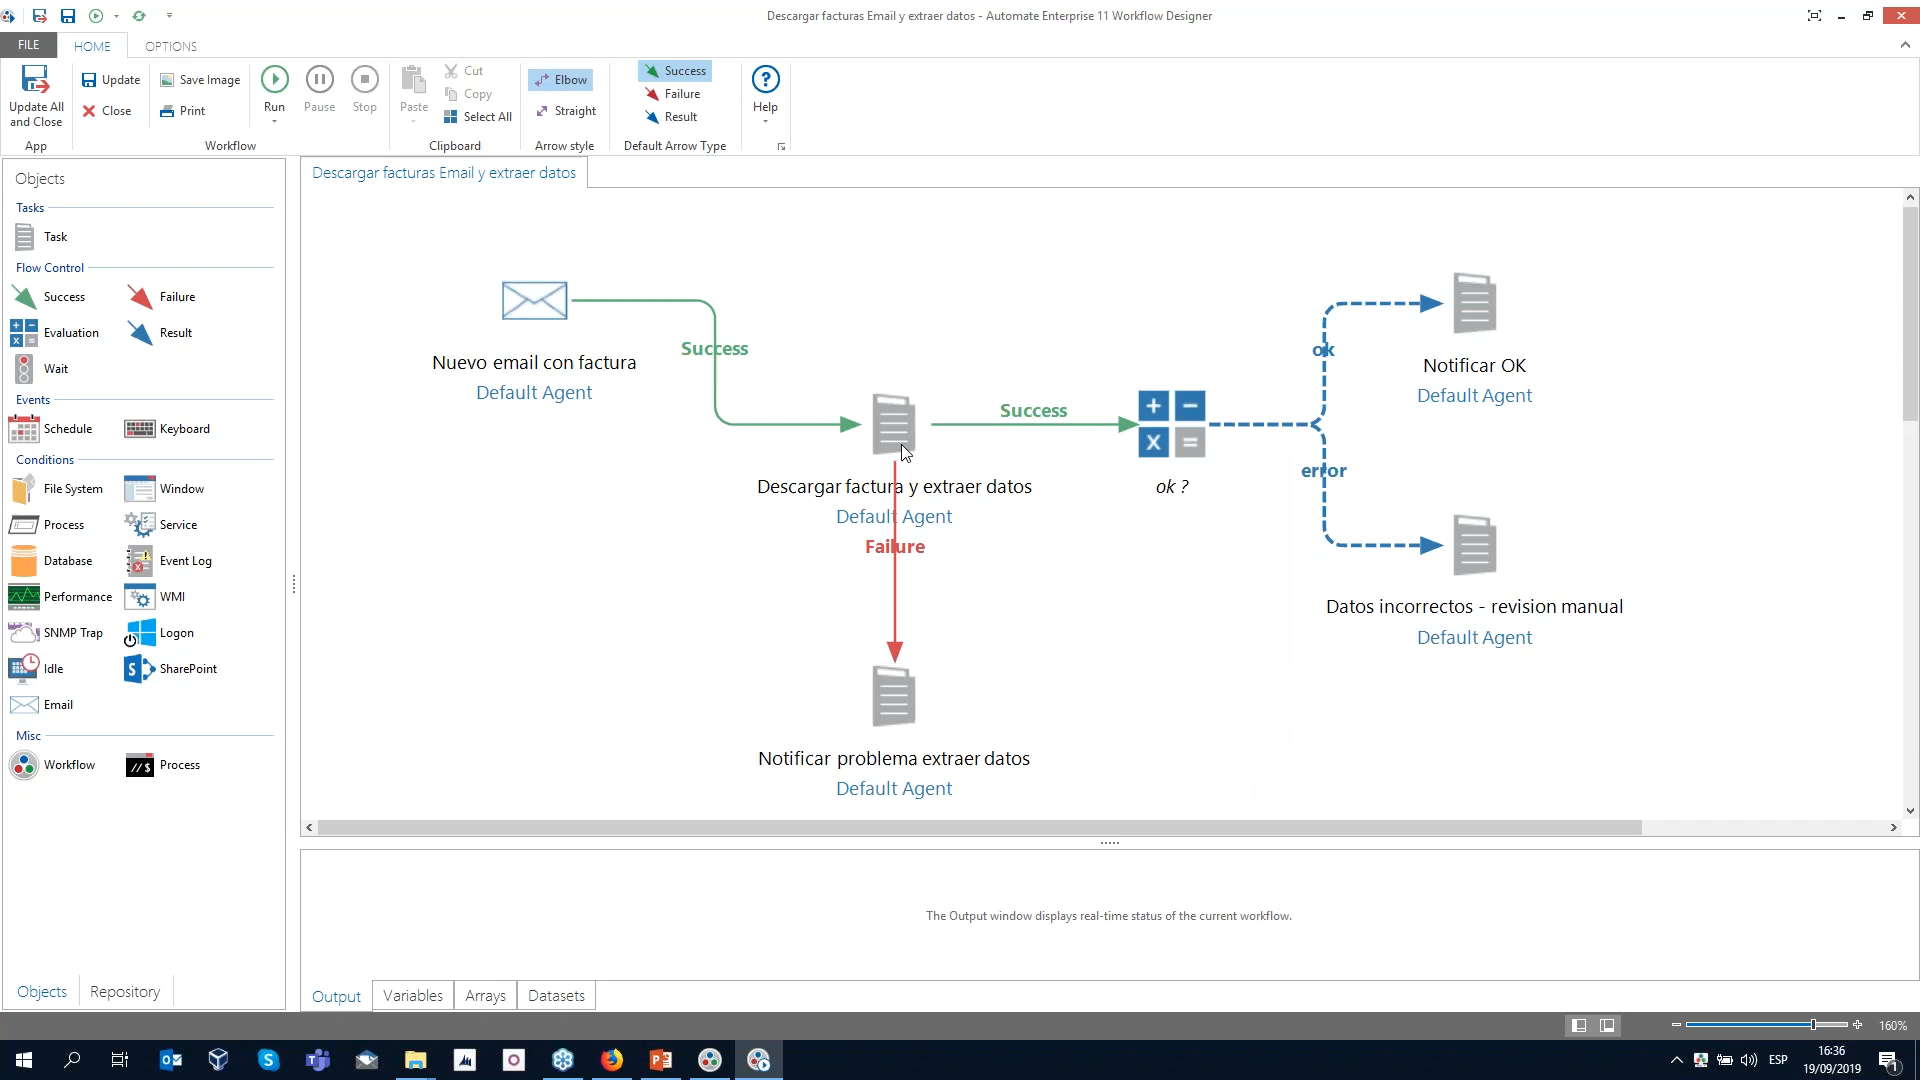 Descargar facturas Email y extraer datos - Automate Enterprise 11 Workflow Designer
FILE
HOME
OPTIONS
Update All and Close
Update
Close
Save Image
Print
Run
Pause
Stop
Paste
Cut
Copy
Select All
Elbow
Straight
Success
Failure
Result
Help
App
Workflow
Clipboard
Arrow style
Default Arrow Type
Objects
Tasks
Task
Flow Control
Success
Failure
Evaluation
Result
Wait
Events
Schedule
Keyboard
Conditions
File System
Window
Process
Service
Database
Event Log
Performance
WMI
SNMP Trap
Logon
Idle
SharePoint
Email
Misc
Workflow
Process
Objects
Repository
Descargar facturas Email y extraer datos
Nuevo email con factura
Default Agent
Success
Descargar factura y extraer datos
Default Agent
Failure
Success
ok ?
ok
error
Notificar OK
Default Agent
Datos incorrectos - revision manual
Default Agent
Notificar problema extraer datos
Default Agent
The Output window displays real-time status of the current workflow.
Output
Variables
Arrays
Datasets
160%
ESP
16:36
19/09/2019
1